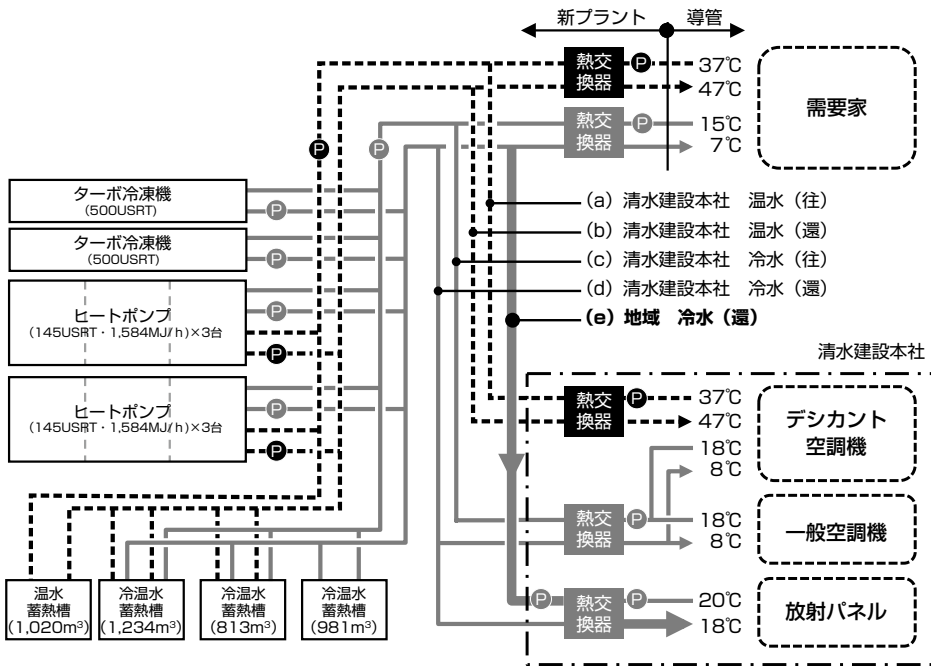 新プラント
導管
熱交
換器
P
37℃
47℃
熱交
換器
P
15℃
7℃
需要家
P
P
ターボ冷凍機
(500USRT)
P
ターボ冷凍機
(500USRT)
P
ヒートポンプ
(145USRT・1,584MJ/h)×3台
P
P
ヒートポンプ
(145USRT・1,584MJ/h)×3台
P
P
(a) 清水建設本社 温水（往）
(b) 清水建設本社 温水（還）
(c) 清水建設本社 冷水（往）
(d) 清水建設本社 冷水（還）
(e) 地域 冷水（還）
清水建設本社
熱交
換器
P
37℃
47℃
18℃
8℃
デシカント
空調機
熱交
換器
P
18℃
8℃
一般空調機
P
熱交
換器
P
20℃
18℃
放射パネル
温水
蓄熱槽
(1,020m³)
冷温水
蓄熱槽
(1,234m³)
冷温水
蓄熱槽
(813m³)
冷温水
蓄熱槽
(981m³)